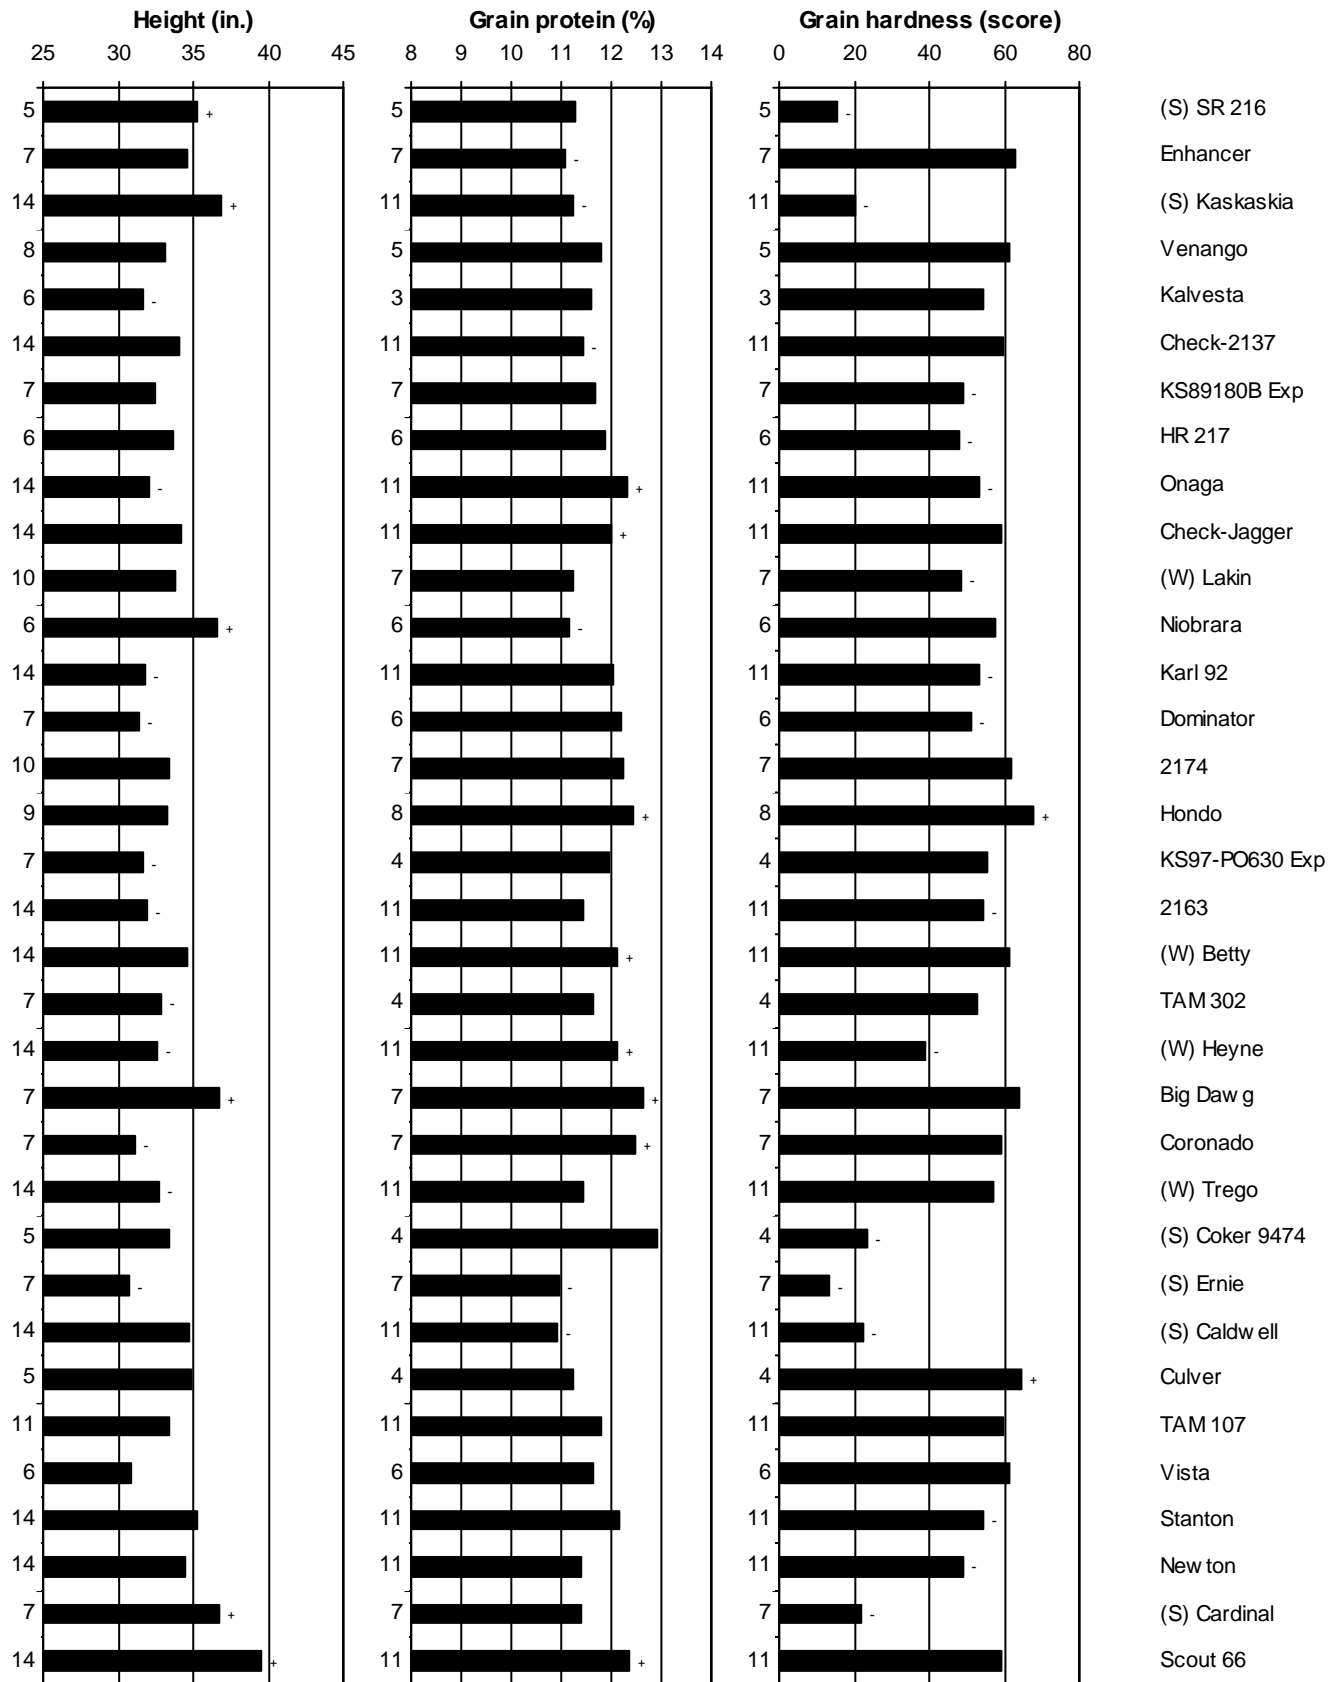 Height (in.) Grain protein (%) Grain hardness (score)
25 30 35 40 45 8 9 10 11 12 13 14 0 20 40 60 80
5 + 5 5 - (S) SR 216
7 7 - 7 Enhancer
14 + 11 - 11 - (S) Kaskaskia
8 5 5 Venango
6 - 3 3 Kalvesta
14 11 - 11 Check-2137
7 7 7 - KS89180B Exp
6 6 6 - HR 217
14 - 11 + 11 - Onaga
14 11 + 11 Check-Jagger
10 7 7 - (W) Lakin
6 + 6 - 6 Niobrara
14 - 11 11 - Karl 92
7 - 6 6 - Dominator
10 7 7 2174
9 8 + 8 + Hondo
7 - 4 4 KS97-PO630 Exp
14 - 11 11 - 2163
14 11 + 11 (W) Betty
7 - 4 4 TAM 302
14 - 11 + 11 - (W) Heyne
7 + 7 + 7 Big Dawg
7 - 7 + 7 Coronado
14 - 11 11 (W) Trego
5 4 4 - (S) Coker 9474
7 - 7 - 7 - (S) Ernie
14 11 - 11 - (S) Caldwell
5 4 4 + Culver
11 11 11 TAM 107
6 6 6 Vista
14 11 11 - Stanton
14 11 11 - Newton
7 + 7 7 - (S) Cardinal
14 + 11 + 11 Scout 66